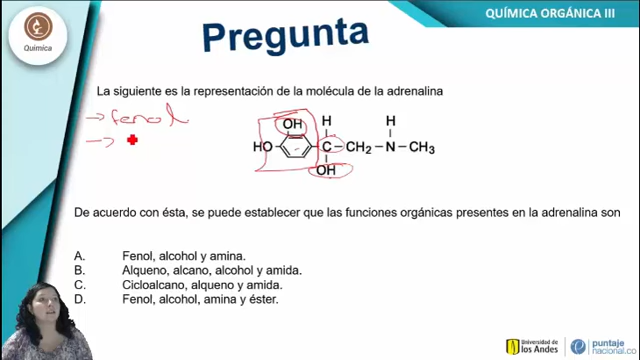 Química
QUÍMICA ORGÁNICA III
Pregunta
La siguiente es la representación de la molécula de la adrenalina
→ fenol
→
OH H H
HO C CH2 N CH3
OH
De acuerdo con ésta, se puede establecer que las funciones orgánicas presentes en la adrenalina son
A. Fenol, alcohol y amina.
B. Alqueno, alcano, alcohol y amida.
C. Cicloalcano, alqueno y amida.
D. Fenol, alcohol, amina y éster.
Universidad de los Andes
puntaje nacional.co